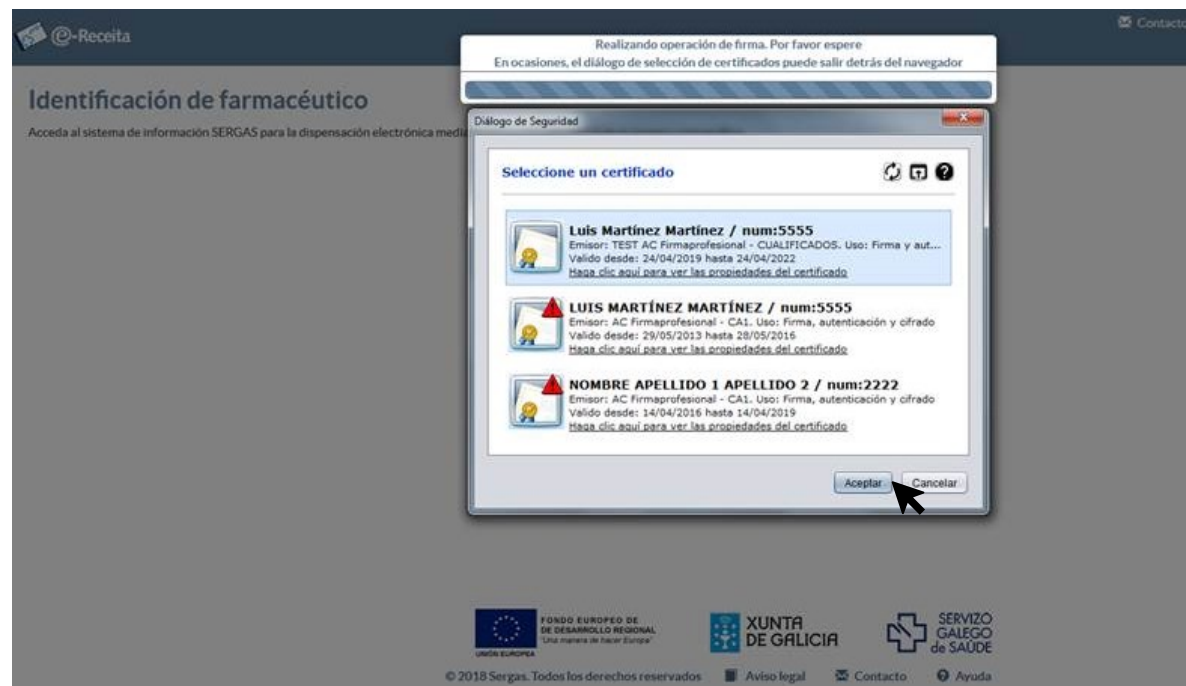 @-Receita
Contacto
Realizando operación de firma. Por favor espere
En ocasiones, el diálogo de selección de certificados puede salir detrás del navegador
Identificación de farmacéutico
Acceda al sistema de información SERGAS para la dispensación electrónica media
Diálogo de Seguridad
Seleccione un certificado
Luis Martínez Martínez / num:5555
Emisor: TEST AC Firmaprofesional - CUALIFICADOS. Uso: Firma y aut...
Valido desde: 24/04/2019 hasta 24/04/2022
Haga clic aquí para ver las propiedades del certificado
LUIS MARTÍNEZ MARTÍNEZ / num:5555
Emisor: AC Firmaprofesional - CA1. Uso: Firma, autenticación y cifrado
Valido desde: 29/05/2013 hasta 28/05/2016
Haga clic aquí para ver las propiedades del certificado
NOMBRE APELLIDO 1 APELLIDO 2 / num:2222
Emisor: AC Firmaprofesional - CA1. Uso: Firma, autenticación y cifrado
Valido desde: 14/04/2016 hasta 14/04/2019
Haga clic aquí para ver las propiedades del certificado
Aceptar Cancelar
FONDO EUROPEO DE
DE DESARROLLO REGIONAL
"Una manera de hacer Europa"
UNIÓN EUROPEA
XUNTA
DE GALICIA
SERVIZO
GALEGO
de SAÚDE
© 2018 Sergas. Todos los derechos reservados Aviso legal Contacto Ayuda